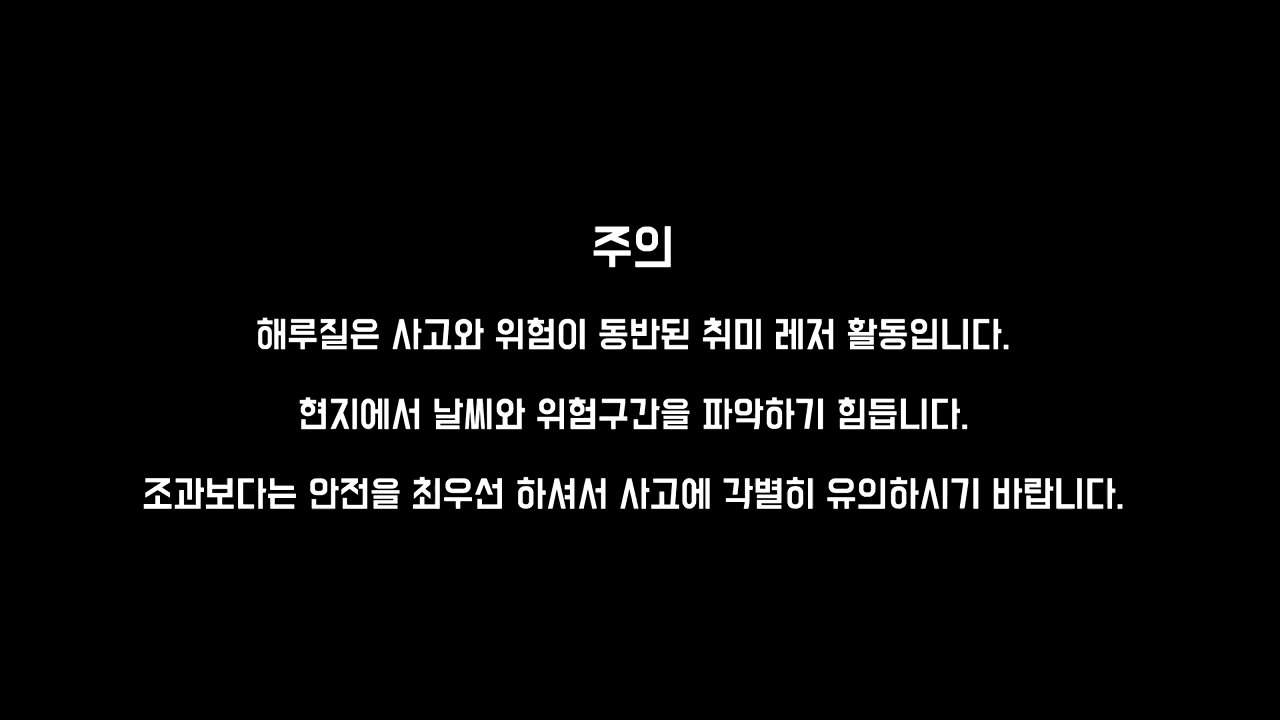 주의
해루질은 사고와 위험이 동반된 취미 레저 활동입니다.
현지에서 날씨와 위험구간을 파악하기 힘듭니다.
조과보다는 안전을 최우선 하셔서 사고에 각별히 유의하시기 바랍니다.